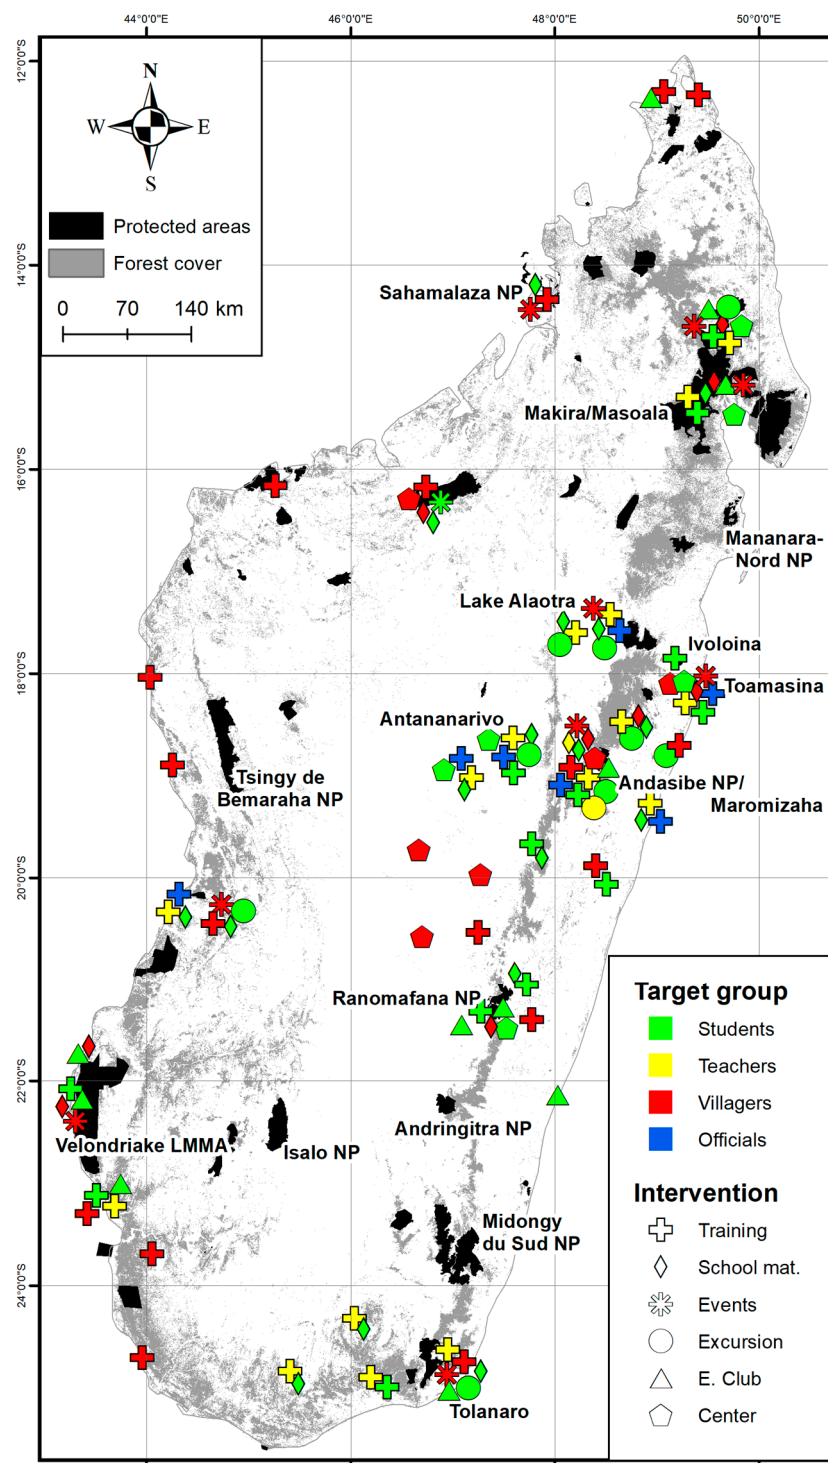 44°0'0"E 46°0'0"E 48°0'0"E 50°0'0"E
12°0'0"S
14°0'0"S
16°0'0"S
18°0'0"S
20°0'0"S
22°0'0"S
24°0'0"S
N
W E
S
Protected areas
Forest cover
0 70 140 km
Sahamalaza NP
Makira/Masoala
Mananara-
Nord NP
Lake Alaotra
Ivoloina
Toamasina
Antananarivo
Tsingy de
Bemaraha NP
Andasibe NP/
Maromizaha
Ranomafana NP
Andringitra NP
Velondriake LMMA
Isalo NP
Midongy
du Sud NP
Tolanaro
Target group
Students
Teachers
Villagers
Officials
Intervention
Training
School mat.
Events
Excursion
E. Club
Center